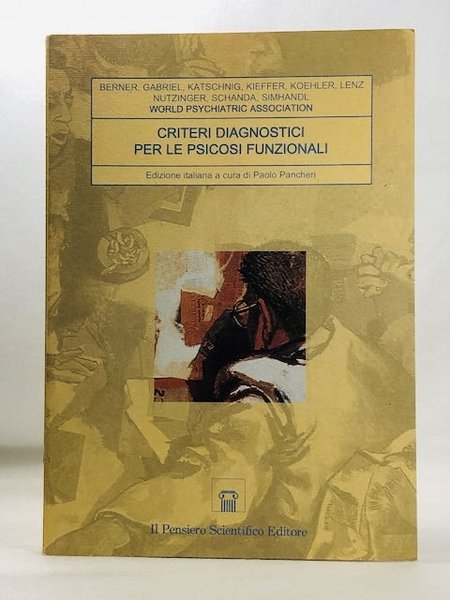 BERNER, GABRIEL, KATSCHNIG, KIEFFER, KOEHLER, LENZ
NUTZINGER, SCHANDA, SIMHANDL
WORLD PSYCHIATRIC ASSOCIATION
CRITERI DIAGNOSTICI
PER LE PSICOSI FUNZIONALI
Edizione italiana a cura di Paolo Pancheri
Il Pensiero Scientifico Editore